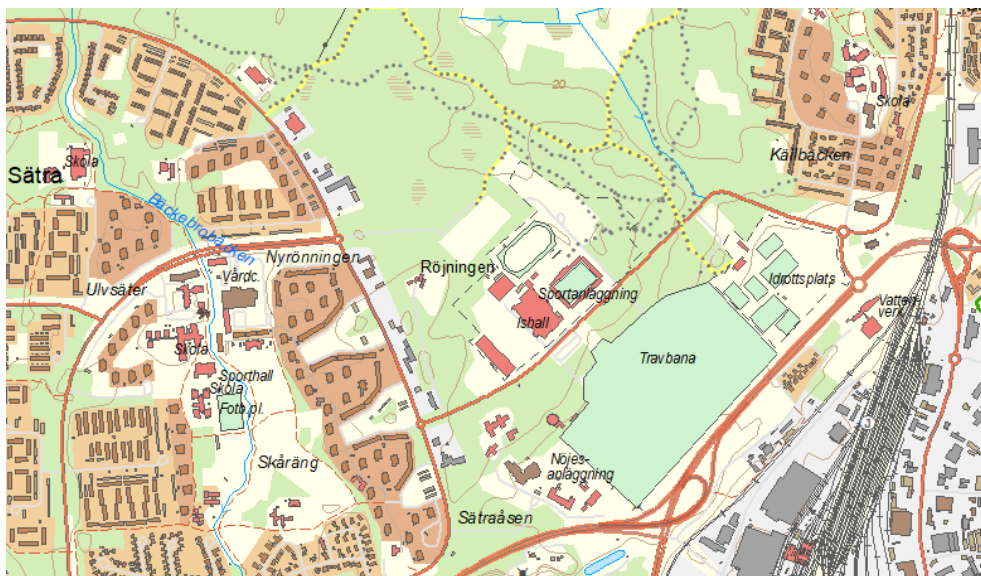 Skola
Källbäcken
20
Skola
Sätra
Bäckebrobäcken
Nyrönningen
Röjningen
Vårdc.
Ulvsäter
Idrottsplats
Sportanläggning
Ishall
Vatten-
verk
Skola
Travbana
Sporthall
Skola
Fotb.pl.
Skåräng
Nöjes-
anläggning
Sätraåsen